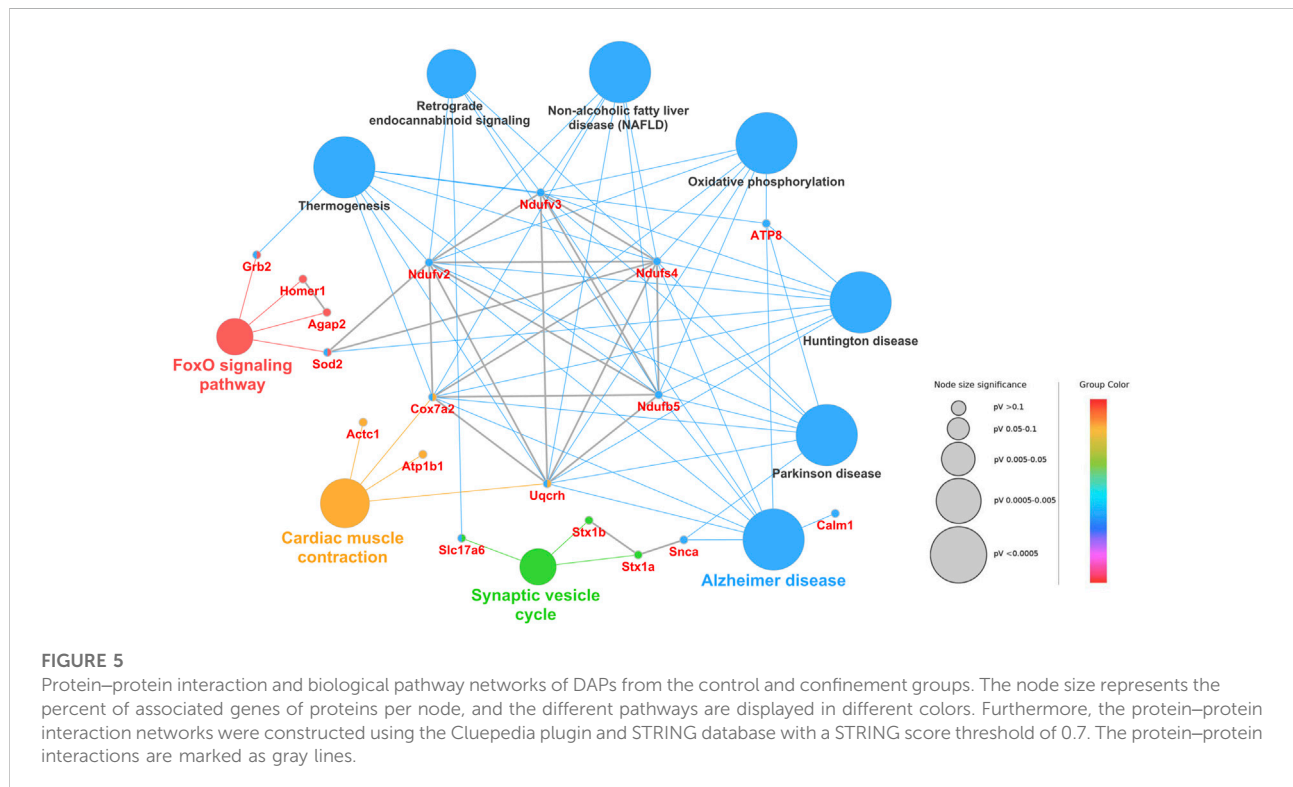 Retrograde
endocannabinoid signaling
Non-alcoholic fatty liver
disease (NAFLD)
Oxidative phosphorylation
Thermogenesis
Ndufv3
ATP8
Grb2
Ndufv2
Ndufs4
Homer1
Agap2
Huntington disease
FoxO signaling
pathway
Sod2
Cox7a2
Ndufb5
Actc1
Atp1b1
Parkinson disease
Uqcrh
Cardiac muscle
contraction
Slc17a6
Stx1b
Stx1a
Snca
Calm1
Synaptic vesicle
cycle
Alzheimer disease
Node size significance
Group Color
pV >0.1
pV 0.05-0.1
pV 0.005-0.05
pV 0.0005-0.005
pV <0.0005
FIGURE 5
Protein–protein interaction and biological pathway networks of DAPs from the control and confinement groups. The node size represents the
percent of associated genes of proteins per node, and the different pathways are displayed in different colors. Furthermore, the protein–protein
interaction networks were constructed using the Cluepedia plugin and STRING database with a STRING score threshold of 0.7. The protein–protein
interactions are marked as gray lines.